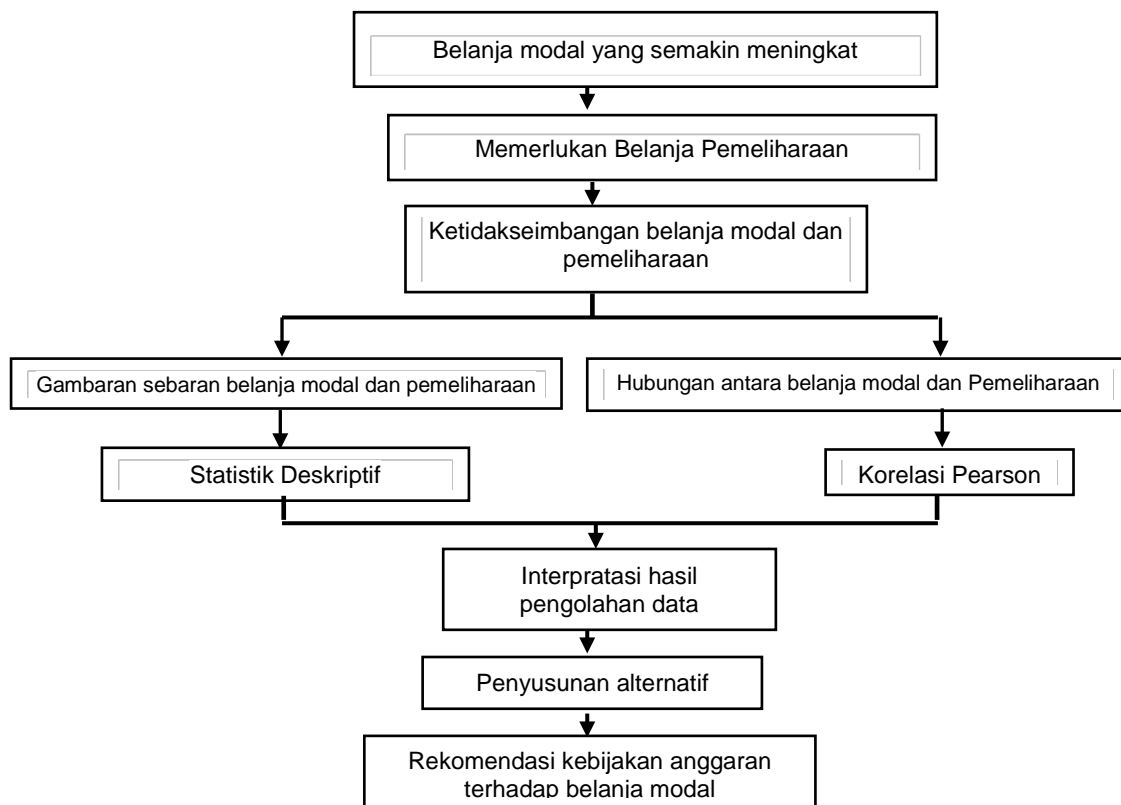 Belanja modal yang semakin meningkat
Memerlukan Belanja Pemeliharaan
Ketidakseimbangan belanja modal dan
pemeliharaan
Gambaran sebaran belanja modal dan pemeliharaan
Hubungan antara belanja modal dan Pemeliharaan
Statistik Deskriptif
Korelasi Pearson
Interpratasi hasil
pengolahan data
Penyusunan alternatif
Rekomendasi kebijakan anggaran
terhadap belanja modal